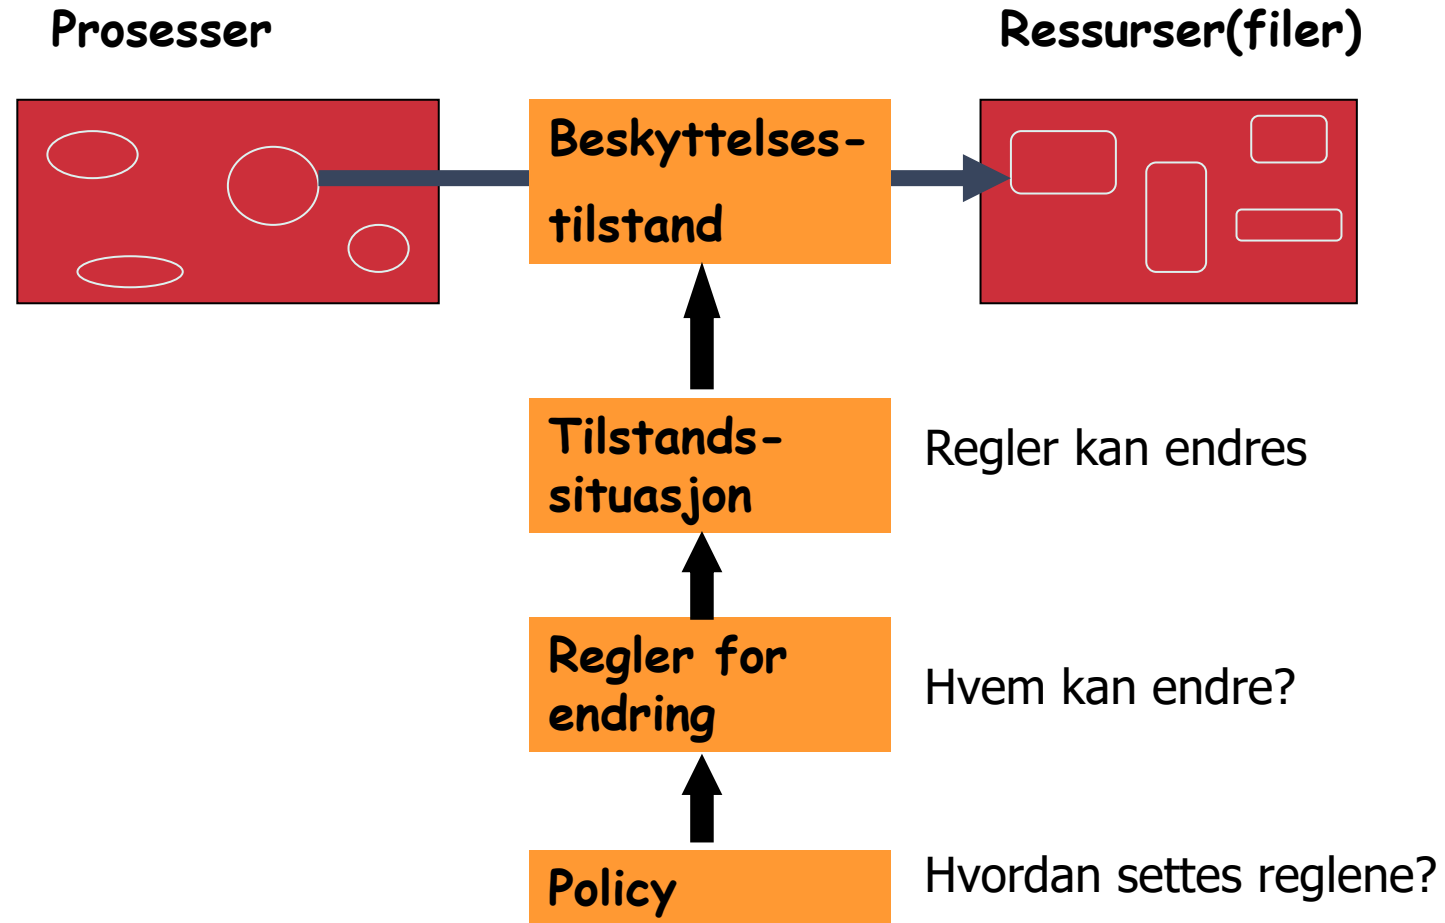 Prosesser
Ressurser(filer)
Beskyttelses-
tilstand
Tilstands-
situasjon
Regler kan endres
Regler for
endring
Hvem kan endre?
Policy
Hvordan settes reglene?